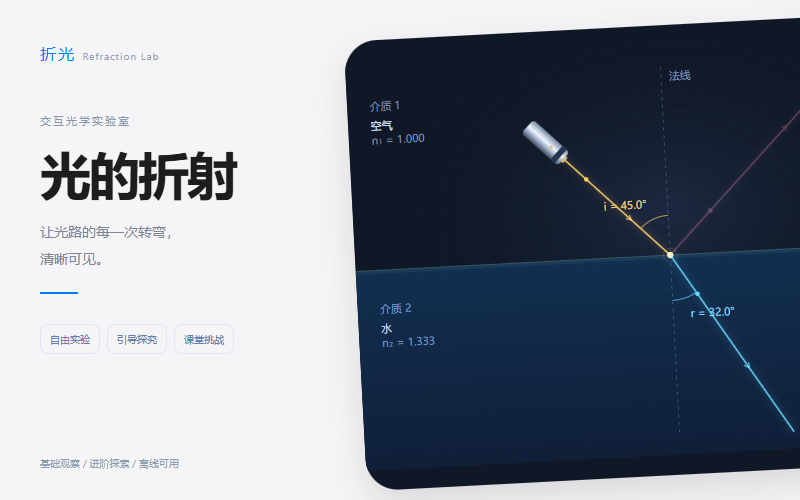 折光 Refraction Lab
交互光学实验室
光的折射
让光路的每一次转弯，
清晰可见。
自由实验 引导探究 课堂挑战
基础观察 / 进阶探索 / 离线可用
法线
介质 1
空气
n₁ = 1.000
i = 45.0°
介质 2
水
n₂ = 1.333
r = 32.0°